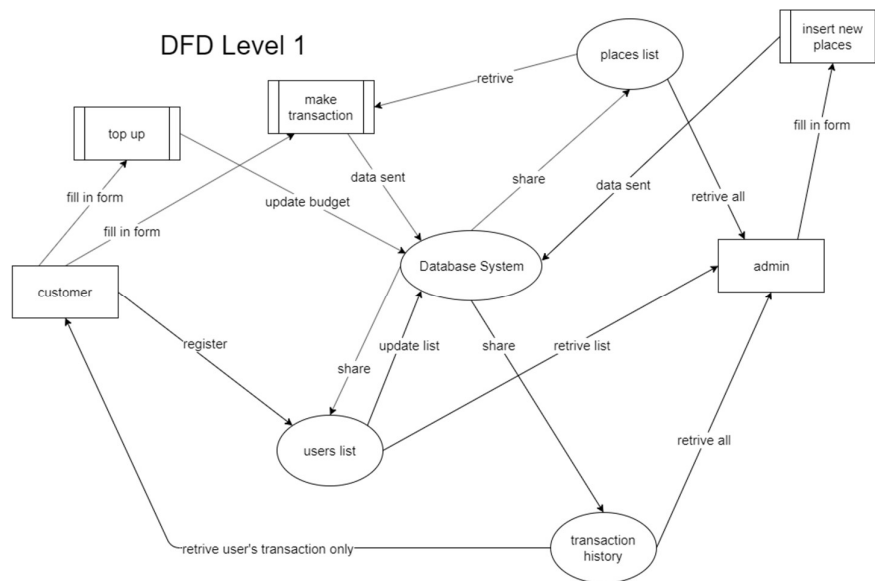 DFD Level 1
insert new
places
places list
retrive
make
transaction
top up
fill in form
share
data sent
data sent
fill in form
retrive all
update budget
fill in form
Database System
admin
customer
register
update list
share
retrive list
share
users list
retrive all
transaction
history
retrive user's transaction only